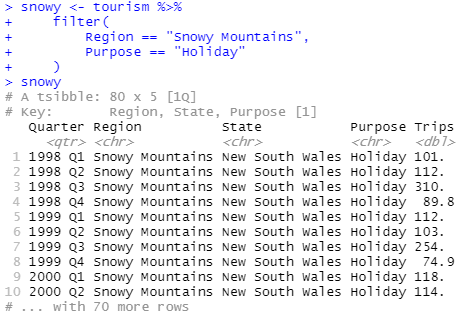 > snowy <- tourism %>%
+     filter(
+         Region == "Snowy Mountains",
+         Purpose == "Holiday"
+     )
> snowy
# A tsibble: 80 x 5 [1Q]
# Key:       Region, State, Purpose [1]
   Quarter Region          State           Purpose Trips
     <qtr> <chr>           <chr>           <chr>   <dbl>
 1 1998 Q1 Snowy Mountains New South Wales Holiday 101.
 2 1998 Q2 Snowy Mountains New South Wales Holiday 112.
 3 1998 Q3 Snowy Mountains New South Wales Holiday 310.
 4 1998 Q4 Snowy Mountains New South Wales Holiday  89.8
 5 1999 Q1 Snowy Mountains New South Wales Holiday 112.
 6 1999 Q2 Snowy Mountains New South Wales Holiday 103.
 7 1999 Q3 Snowy Mountains New South Wales Holiday 254.
 8 1999 Q4 Snowy Mountains New South Wales Holiday  74.9
 9 2000 Q1 Snowy Mountains New South Wales Holiday 118.
10 2000 Q2 Snowy Mountains New South Wales Holiday 114.
# ... with 70 more rows